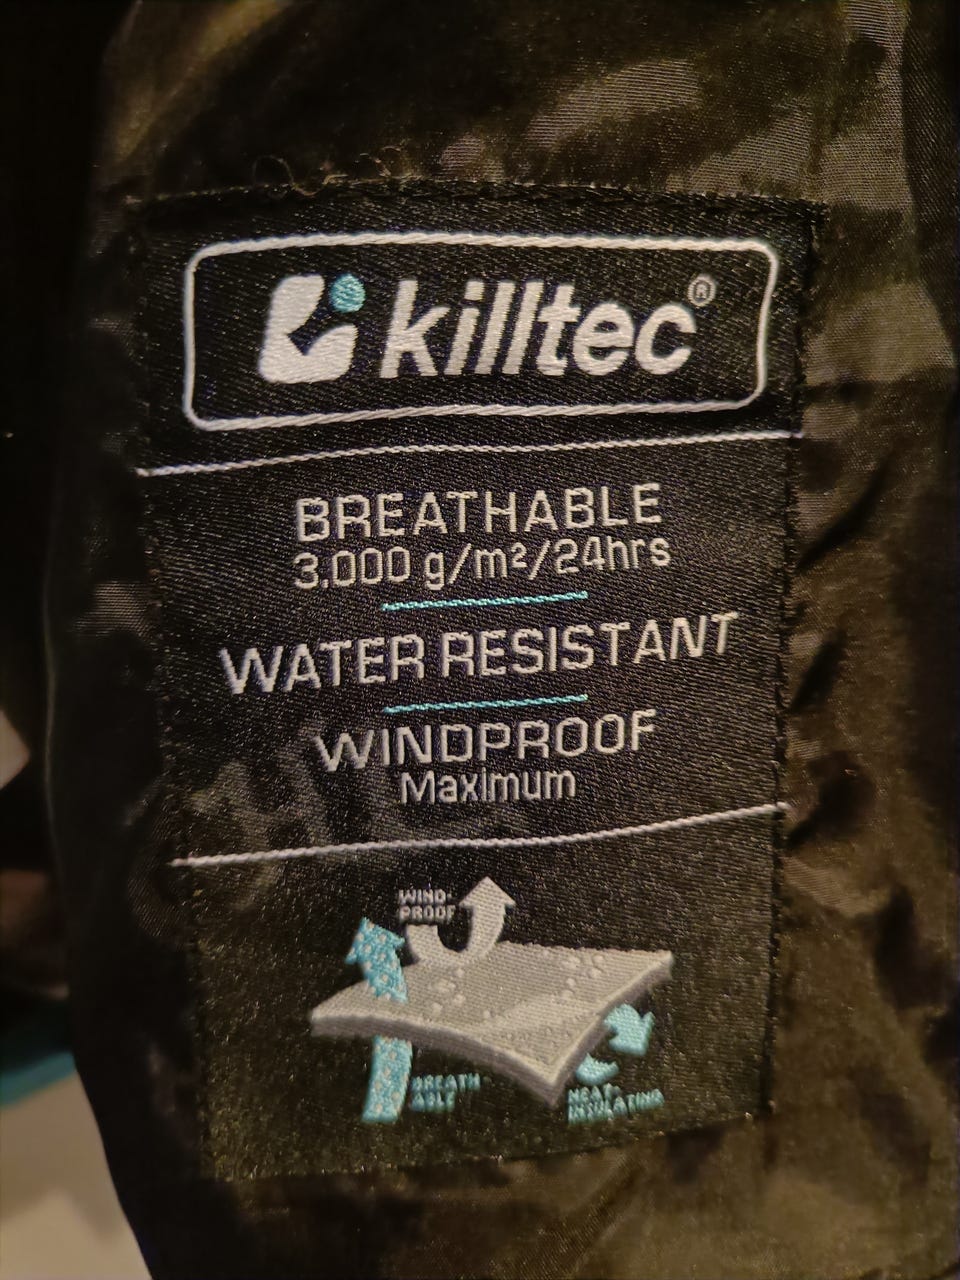 killtec®
BREATHABLE
3.000 g/m²/24hrs
WATER RESISTANT
WINDPROOF
Maximum
WIND-
PROOF
BREATH-
ABLE
HEAT-
INSULATING